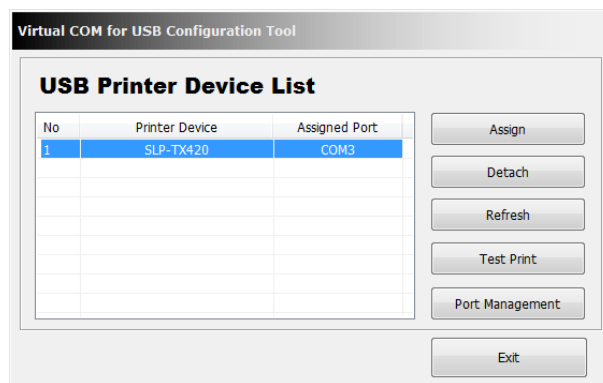 Virtual COM for USB Configuration Tool
USB Printer Device List
No Printer Device Assigned Port
1 SLP-TX420 COM3
Assign
Detach
Refresh
Test Print
Port Management
Exit